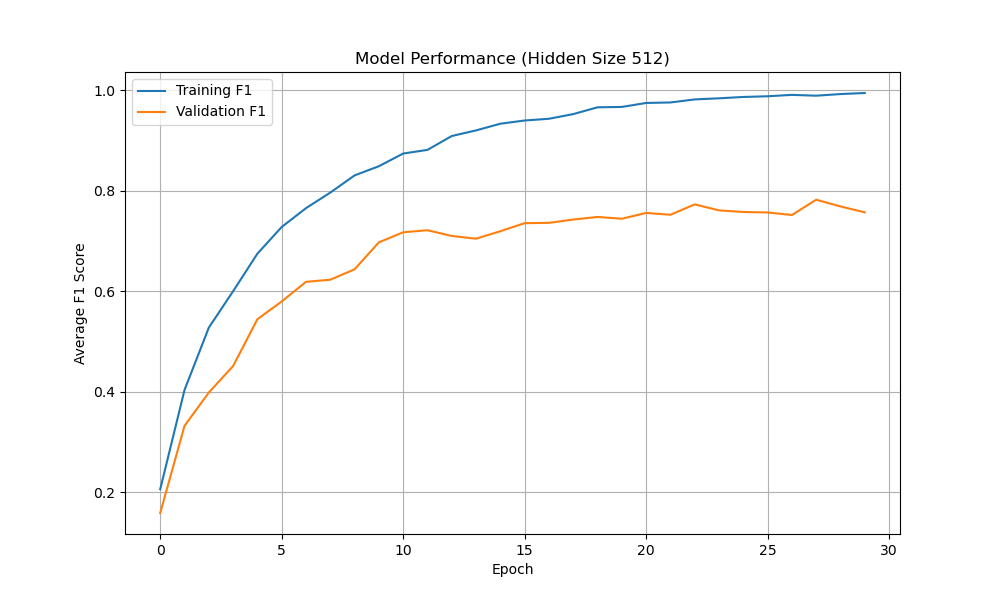 Model Performance (Hidden Size 512)
Training F1
Validation F1
Average F1 Score
1.0
0.8
0.6
0.4
0.2
0
5
10
15
20
25
30
Epoch